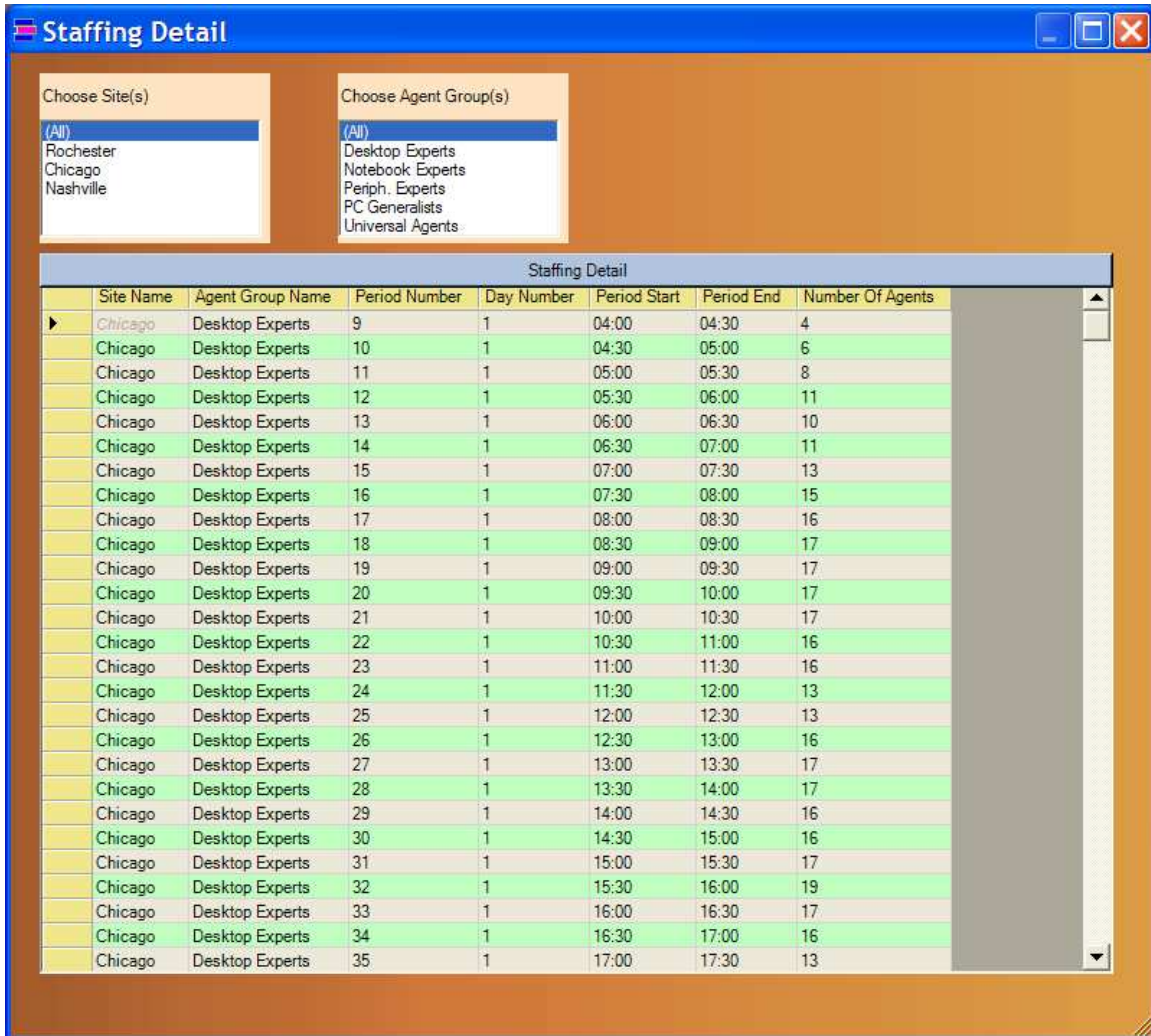 Staffing Detail
Choose Site(s)
(All)
Rochester
Chicago
Nashville
Choose Agent Group(s)
(All)
Desktop Experts
Notebook Experts
Periph. Experts
PC Generalists
Universal Agents
Staffing Detail
Site Name Agent Group Name Period Number Day Number Period Start Period End Number Of Agents
Chicago Desktop Experts 9 1 04:00 04:30 4
Chicago Desktop Experts 10 1 04:30 05:00 6
Chicago Desktop Experts 11 1 05:00 05:30 8
Chicago Desktop Experts 12 1 05:30 06:00 11
Chicago Desktop Experts 13 1 06:00 06:30 10
Chicago Desktop Experts 14 1 06:30 07:00 11
Chicago Desktop Experts 15 1 07:00 07:30 13
Chicago Desktop Experts 16 1 07:30 08:00 15
Chicago Desktop Experts 17 1 08:00 08:30 16
Chicago Desktop Experts 18 1 08:30 09:00 17
Chicago Desktop Experts 19 1 09:00 09:30 17
Chicago Desktop Experts 20 1 09:30 10:00 17
Chicago Desktop Experts 21 1 10:00 10:30 17
Chicago Desktop Experts 22 1 10:30 11:00 16
Chicago Desktop Experts 23 1 11:00 11:30 16
Chicago Desktop Experts 24 1 11:30 12:00 13
Chicago Desktop Experts 25 1 12:00 12:30 13
Chicago Desktop Experts 26 1 12:30 13:00 16
Chicago Desktop Experts 27 1 13:00 13:30 17
Chicago Desktop Experts 28 1 13:30 14:00 17
Chicago Desktop Experts 29 1 14:00 14:30 16
Chicago Desktop Experts 30 1 14:30 15:00 16
Chicago Desktop Experts 31 1 15:00 15:30 17
Chicago Desktop Experts 32 1 15:30 16:00 19
Chicago Desktop Experts 33 1 16:00 16:30 17
Chicago Desktop Experts 34 1 16:30 17:00 16
Chicago Desktop Experts 35 1 17:00 17:30 13